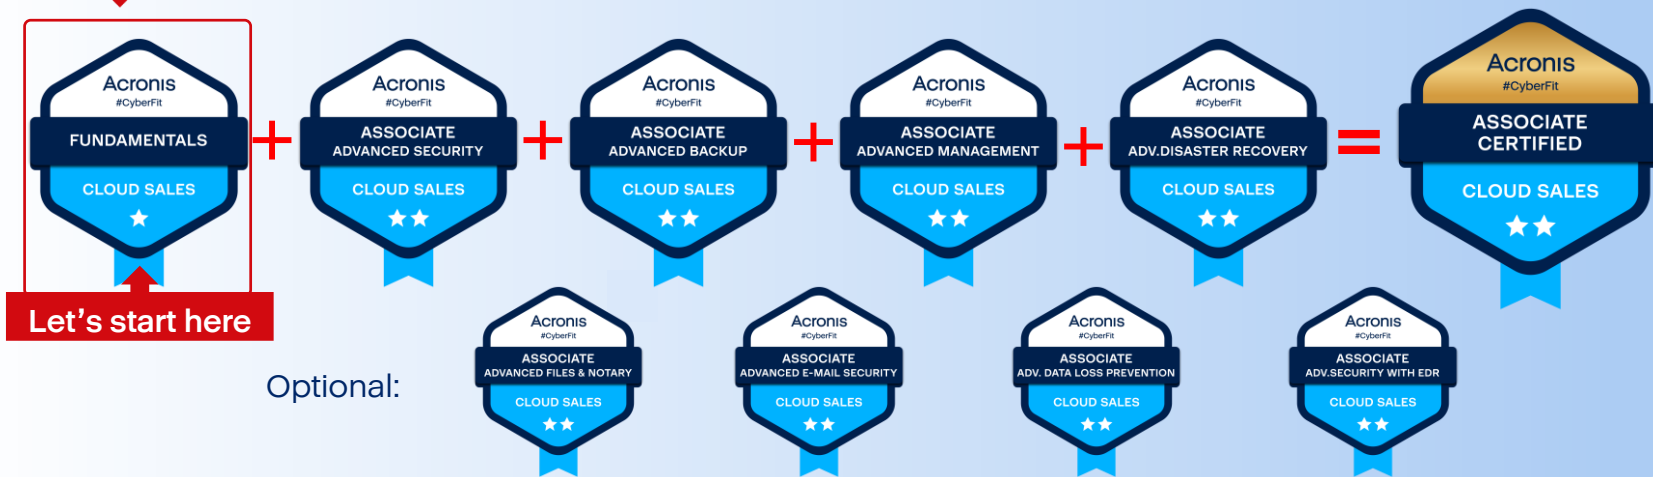 Acronis
#CyberFit
FUNDAMENTALS
CLOUD SALES
+
Acronis
#CyberFit
ASSOCIATE
ADVANCED SECURITY
CLOUD SALES
+
Acronis
#CyberFit
ASSOCIATE
ADVANCED BACKUP
CLOUD SALES
+
Acronis
#CyberFit
ASSOCIATE
ADVANCED MANAGEMENT
CLOUD SALES
+
Acronis
#CyberFit
ASSOCIATE
ADV.DISASTER RECOVERY
CLOUD SALES
=
Acronis
#CyberFit
ASSOCIATE
CERTIFIED
CLOUD SALES
Let's start here
Optional:
Acronis
#CyberFit
ASSOCIATE
ADVANCED FILES & NOTARY
CLOUD SALES
Acronis
#CyberFit
ASSOCIATE
ADVANCED E-MAIL SECURITY
CLOUD SALES
Acronis
#CyberFit
ASSOCIATE
ADV. DATA LOSS PREVENTION
CLOUD SALES
Acronis
#CyberFit
ASSOCIATE
ADV.SECURITY WITH EDR
CLOUD SALES